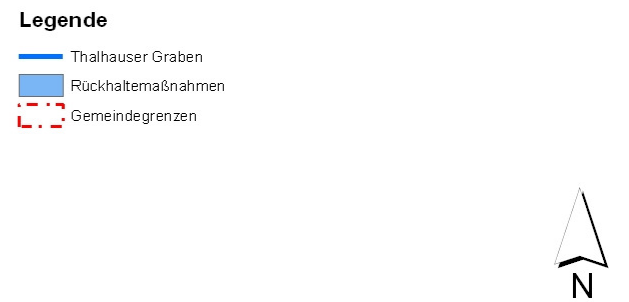 Legende
Thalhauser Graben
Rückhaltemaßnahmen
Gemeindegrenzen
N